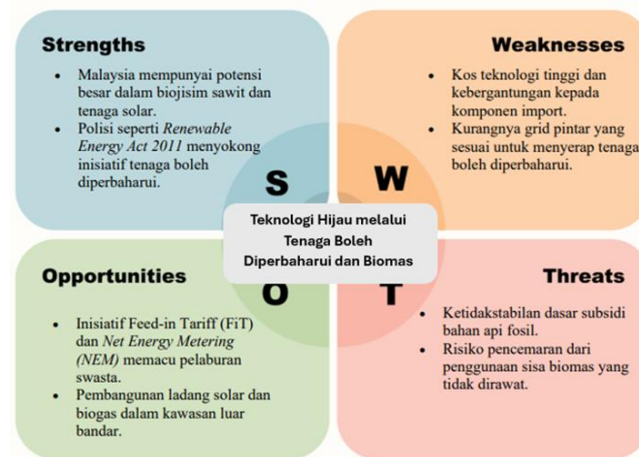 Strengths
• Malaysia mempunyai potensi
besar dalam biojisim sawit dan
tenaga solar.
• Polisi seperti Renewable
Energy Act 2011 menyokong
inisiatif tenaga boleh
diperbaharui.
S
Weaknesses
• Kos teknologi tinggi dan
kebergantungan kepada
komponen import.
• Kurangnya grid pintar yang
sesuai untuk menyerap tenaga
boleh diperbaharui.
W
Teknologi Hijau melalui
Tenaga Boleh
Diperbaharui dan Biomas
Opportunities
O
• Inisiatif Feed-in Tariff (FiT)
dan Net Energy Metering
(NEM) memacu pelaburan
swasta.
• Pembangunan ladang solar dan
biogas dalam kawasan luar
bandar.
Threats
T
• Ketidakstabilan dasar subsidi
bahan api fosil.
• Risiko pencemaran dari
penggunaan sisa biomas yang
tidak dirawat.